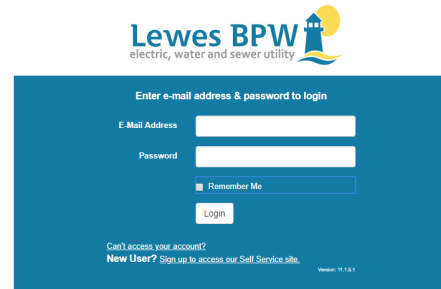 Lewes BPW
electric, water and sewer utility
Enter e-mail address & password to login
E-Mail Address
Password
Remember Me
Login
Can't access your account?
New User? Sign up to access our Self Service site.
Version: 11.1.5.1